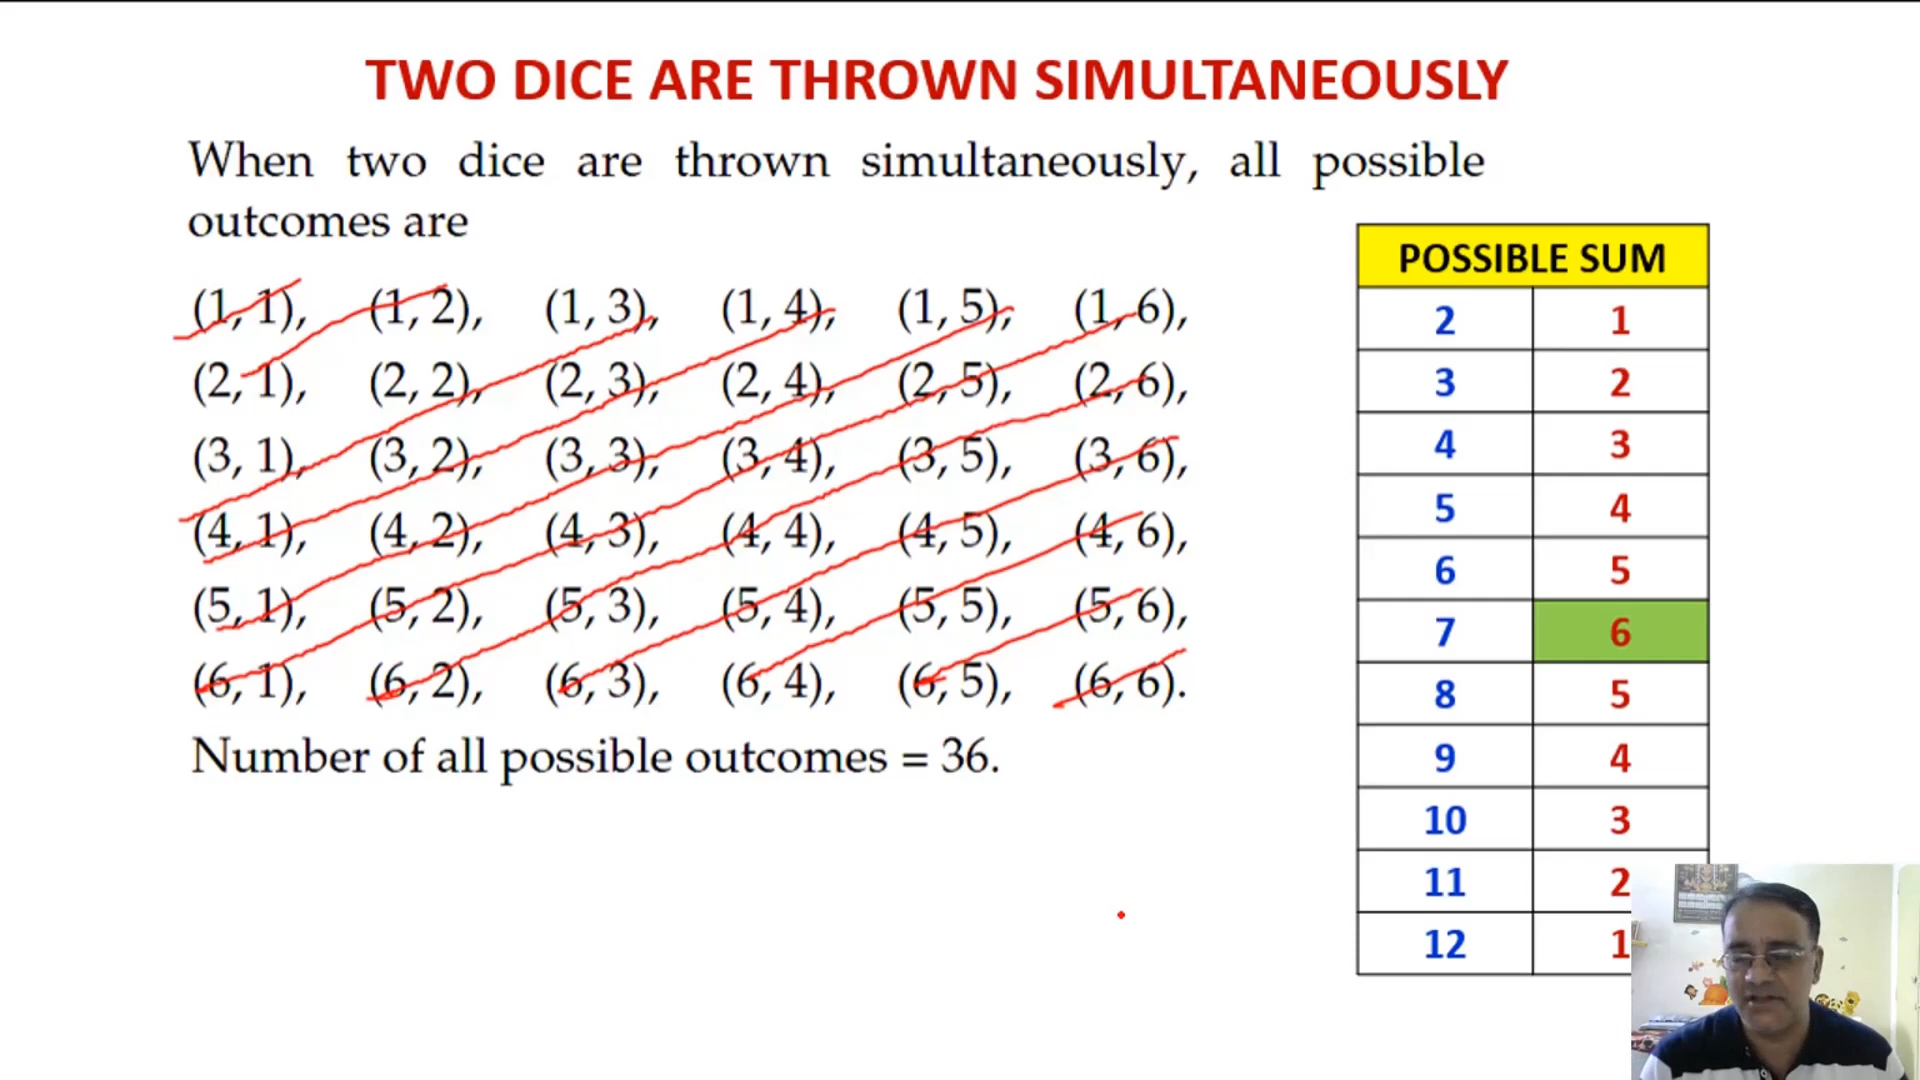 TWO DICE ARE THROWN SIMULTANEOUSLY
When two dice are thrown simultaneously, all possible
outcomes are
(1, 1), (1, 2), (1, 3), (1, 4), (1, 5), (1, 6),
(2, 1), (2, 2), (2, 3), (2, 4), (2, 5), (2, 6),
(3, 1), (3, 2), (3, 3), (3, 4), (3, 5), (3, 6),
(4, 1), (4, 2), (4, 3), (4, 4), (4, 5), (4, 6),
(5, 1), (5, 2), (5, 3), (5, 4), (5, 5), (5, 6),
(6, 1), (6, 2), (6, 3), (6, 4), (6, 5), (6, 6).
Number of all possible outcomes = 36.
POSSIBLE SUM
2 1
3 2
4 3
5 4
6 5
7 6
8 5
9 4
10 3
11 2
12 1